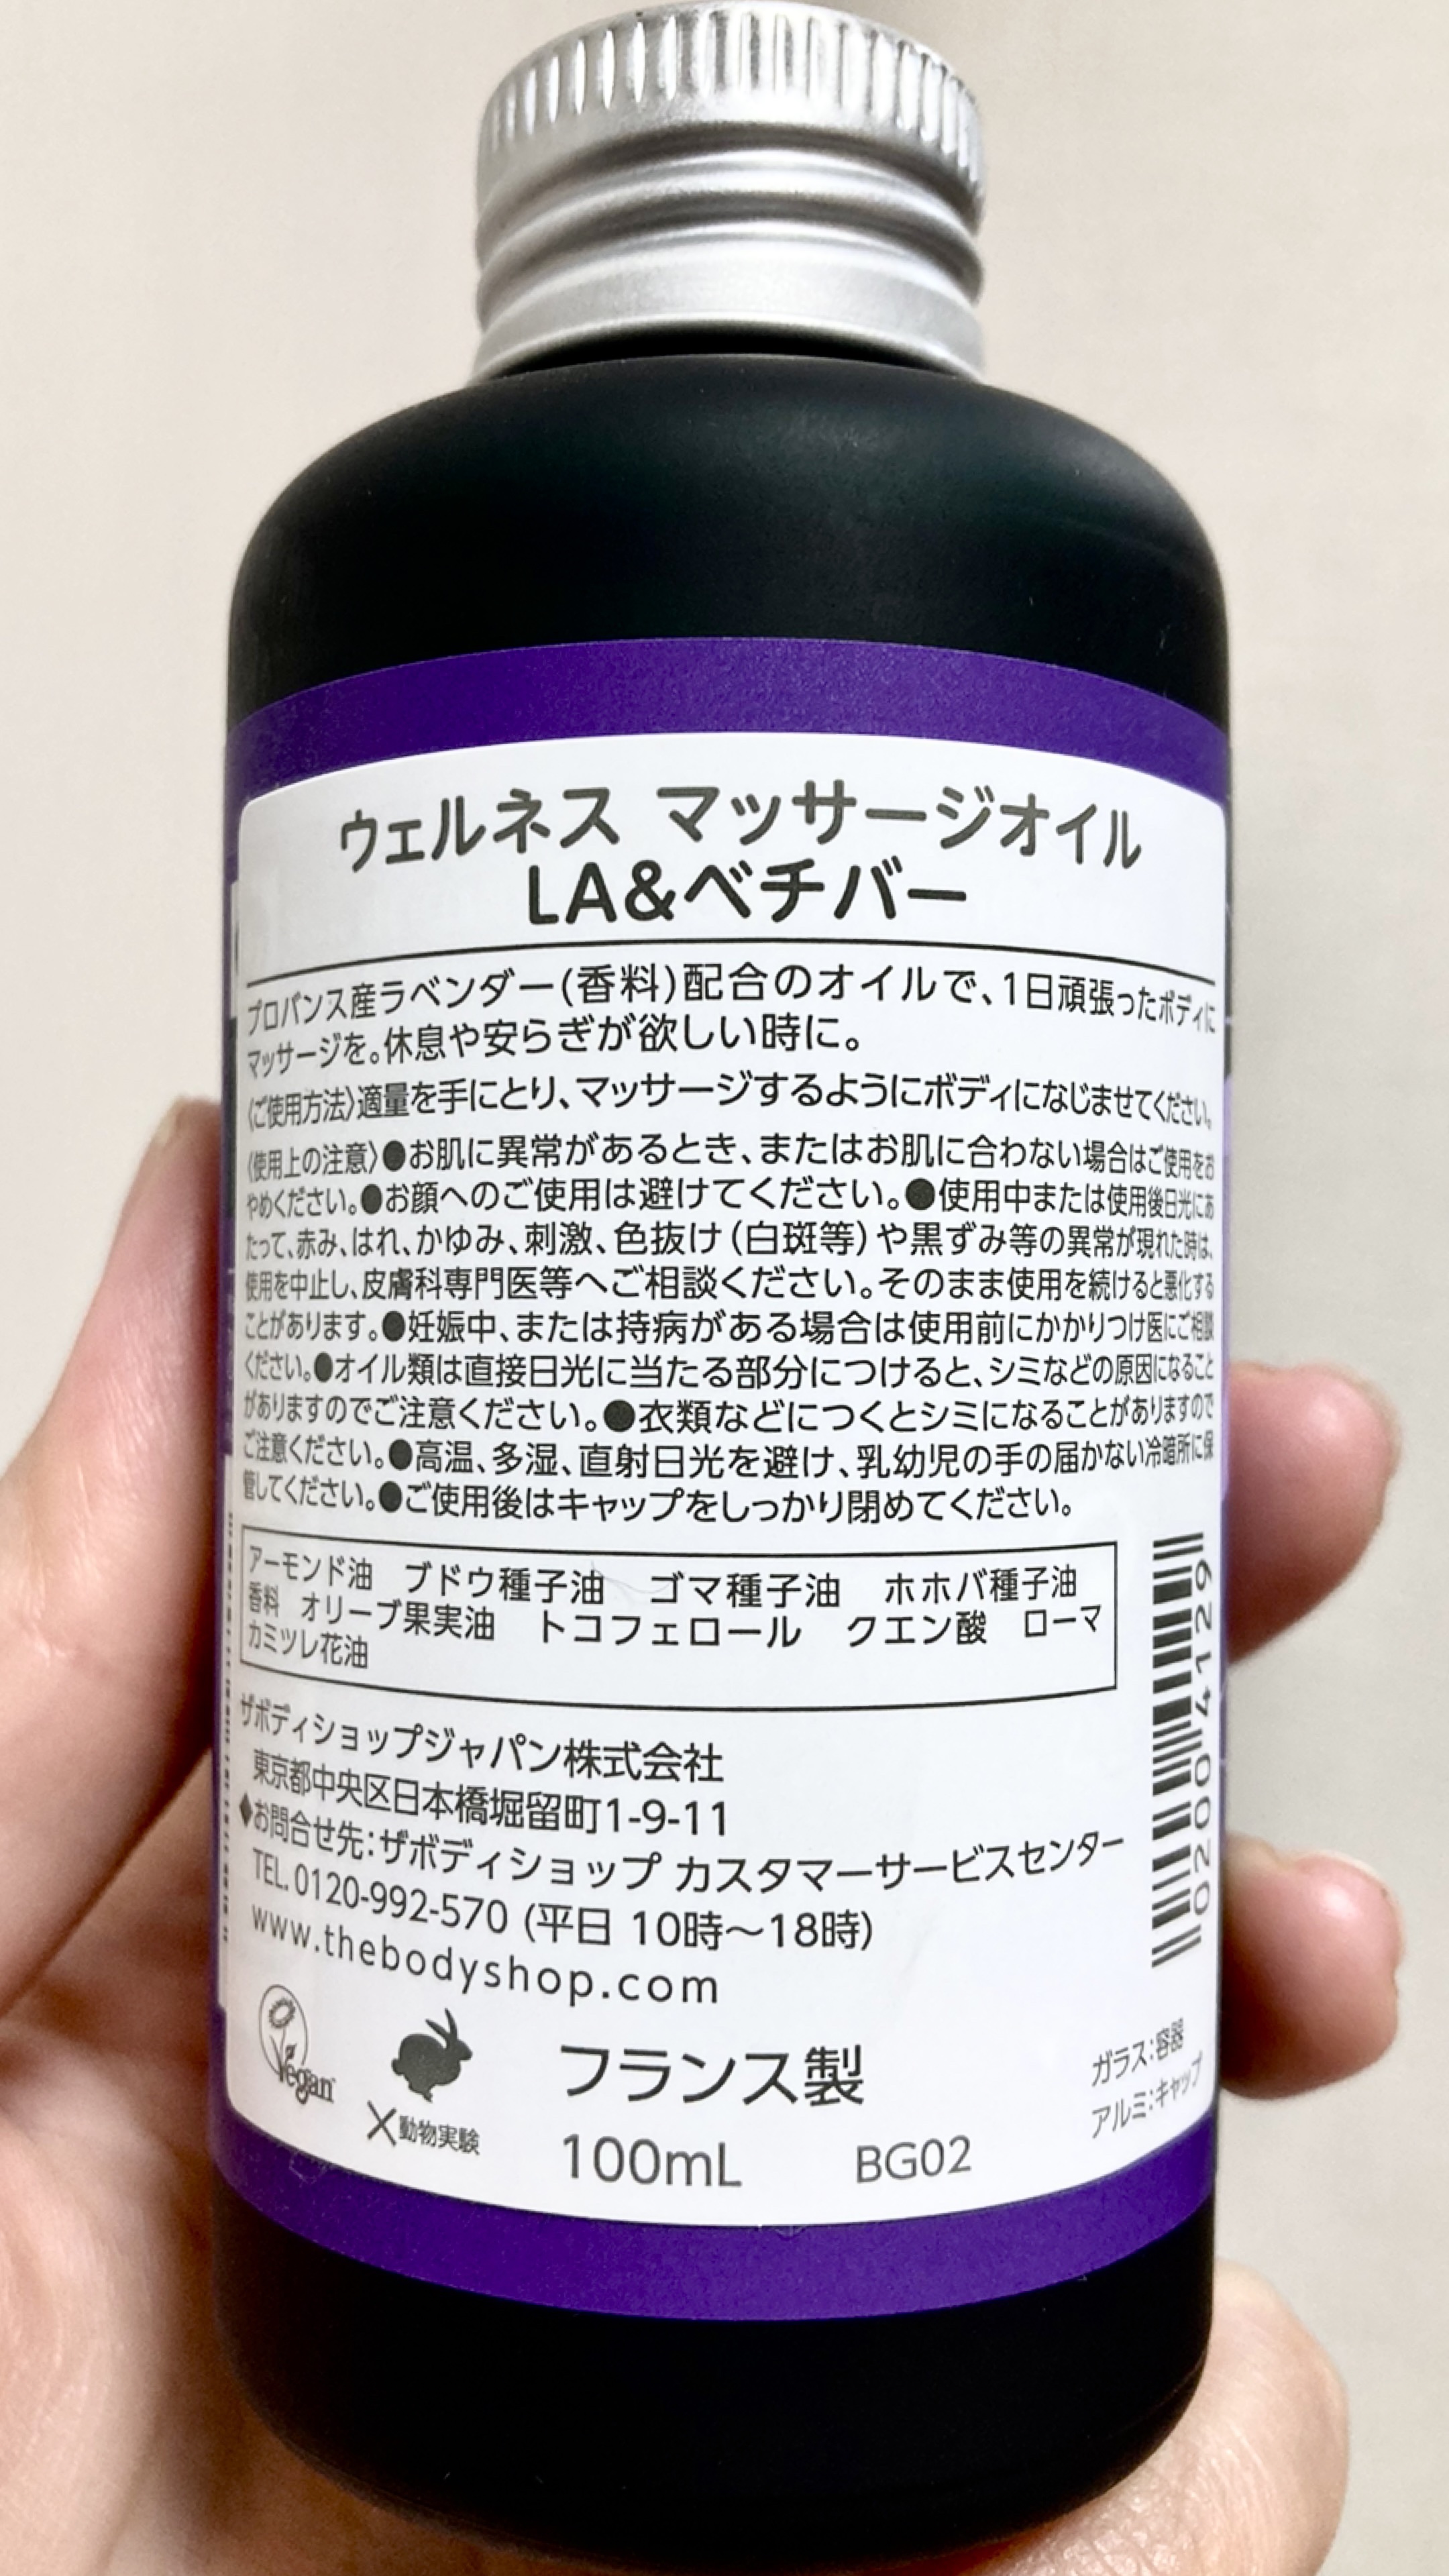 ウェルネス マッサージオイル
LA&ベチバー
プロバンス産ラベンダー(香料)配合のオイルで、1日頑張ったボディに
マッサージを。休息や安らぎが欲しい時に。
〈ご使用方法〉適量を手にとり、マッサージするようにボディになじませてください。
〈使用上の注意〉●お肌に異常があるとき、またはお肌に合わない場合はご使用をお
やめください。●お顔へのご使用は避けてください。●使用中または使用後日光にあ
たって、赤み、はれ、かゆみ、刺激、色抜け(白斑等)や黒ずみ等の異常が現れた時は、
使用を中止し、皮膚科専門医等へご相談ください。そのまま使用を続けると悪化する
ことがあります。●妊娠中、または持病がある場合は使用前にかかりつけ医にご相談
ください。●オイル類は直接日光に当たる部分につけると、シミなどの原因になること
がありますのでご注意ください。●衣類などにつくとシミになることがありますので
ご注意ください。●高温、多湿、直射日光を避け、乳幼児の手の届かない冷暗所に保
管してください。●ご使用後はキャップをしっかり閉めてください。
アーモンド油　ブドウ種子油　ゴマ種子油　ホホバ種子油
香料　オリーブ果実油　トコフェロール　クエン酸　ローマ
カミツレ花油
ザボディショップジャパン株式会社
東京都中央区日本橋堀留町1-9-11
◆お問合せ先:ザボディショップ カスタマーサービスセンター
TEL.0120-992-570 (平日 10時〜18時)
www.thebodyshop.com
02004129
Vegan
×動物実験
フランス製
100mL
BG02
ガラス:容器
アルミ:キャップ